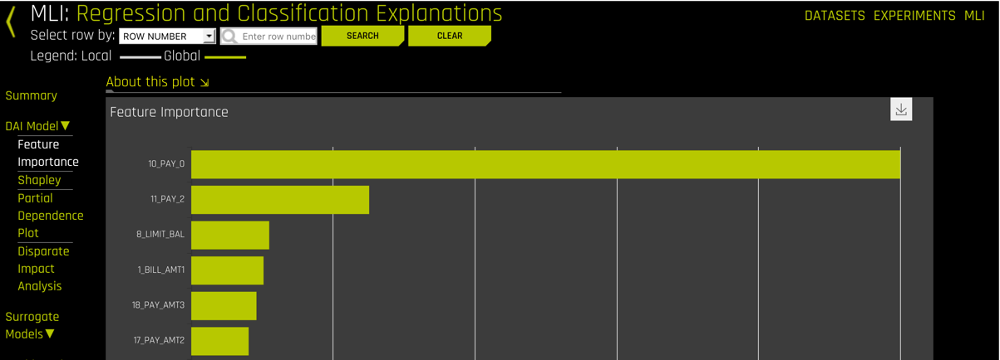 MLI: Regression and Classification Explanations
DATASETS EXPERIMENTS MLI
Select row by: ROW NUMBER Enter row numbe SEARCH CLEAR
Legend: Local Global
About this plot
Summary
DAI Model
Feature
Importance
Shapley
Partial
Dependence
Plot
Disparate
Impact
Analysis
Surrogate
Models
Feature Importance
10_PAY_0
11_PAY_2
8_LIMIT_BAL
1_BILL_AMT1
18_PAY_AMT3
17_PAY_AMT2